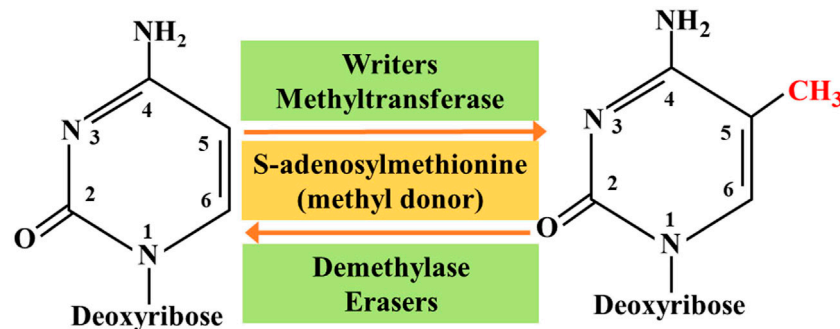 NH2
4
N 3
5
2
6
1
O
N
Deoxyribose
Writers
Methyltransferase
S-adenosylmethionine
(methyl donor)
Demethylase
Erasers
NH2
CH3
4
N 3
5
2
6
1
O
N
Deoxyribose